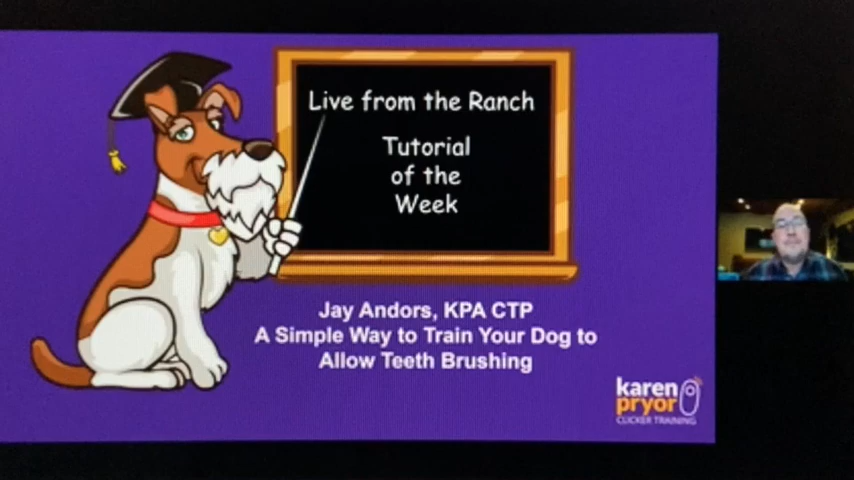 Live from the Ranch
Tutorial
of the
Week
Jay Andors, KPA CTP
A Simple Way to Train Your Dog to
Allow Teeth Brushing
karen
pryor
CLICKER TRAINING